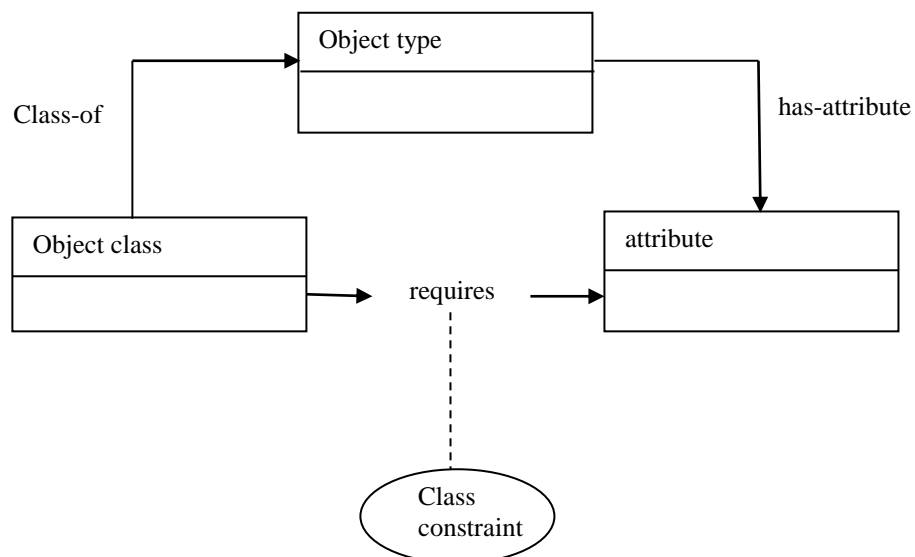 Object type
Class-of
has-attribute
Object class
attribute
requires
Class
constraint